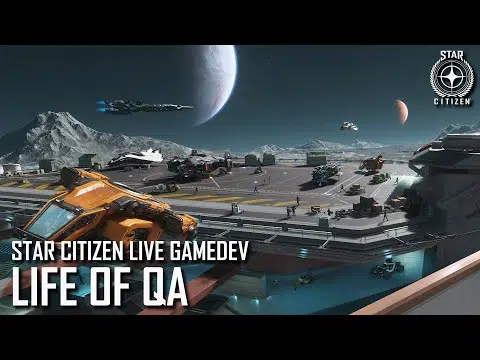 STAR
CITIZEN
STAR CITIZEN LIVE GAMEDEV
LIFE OF QA